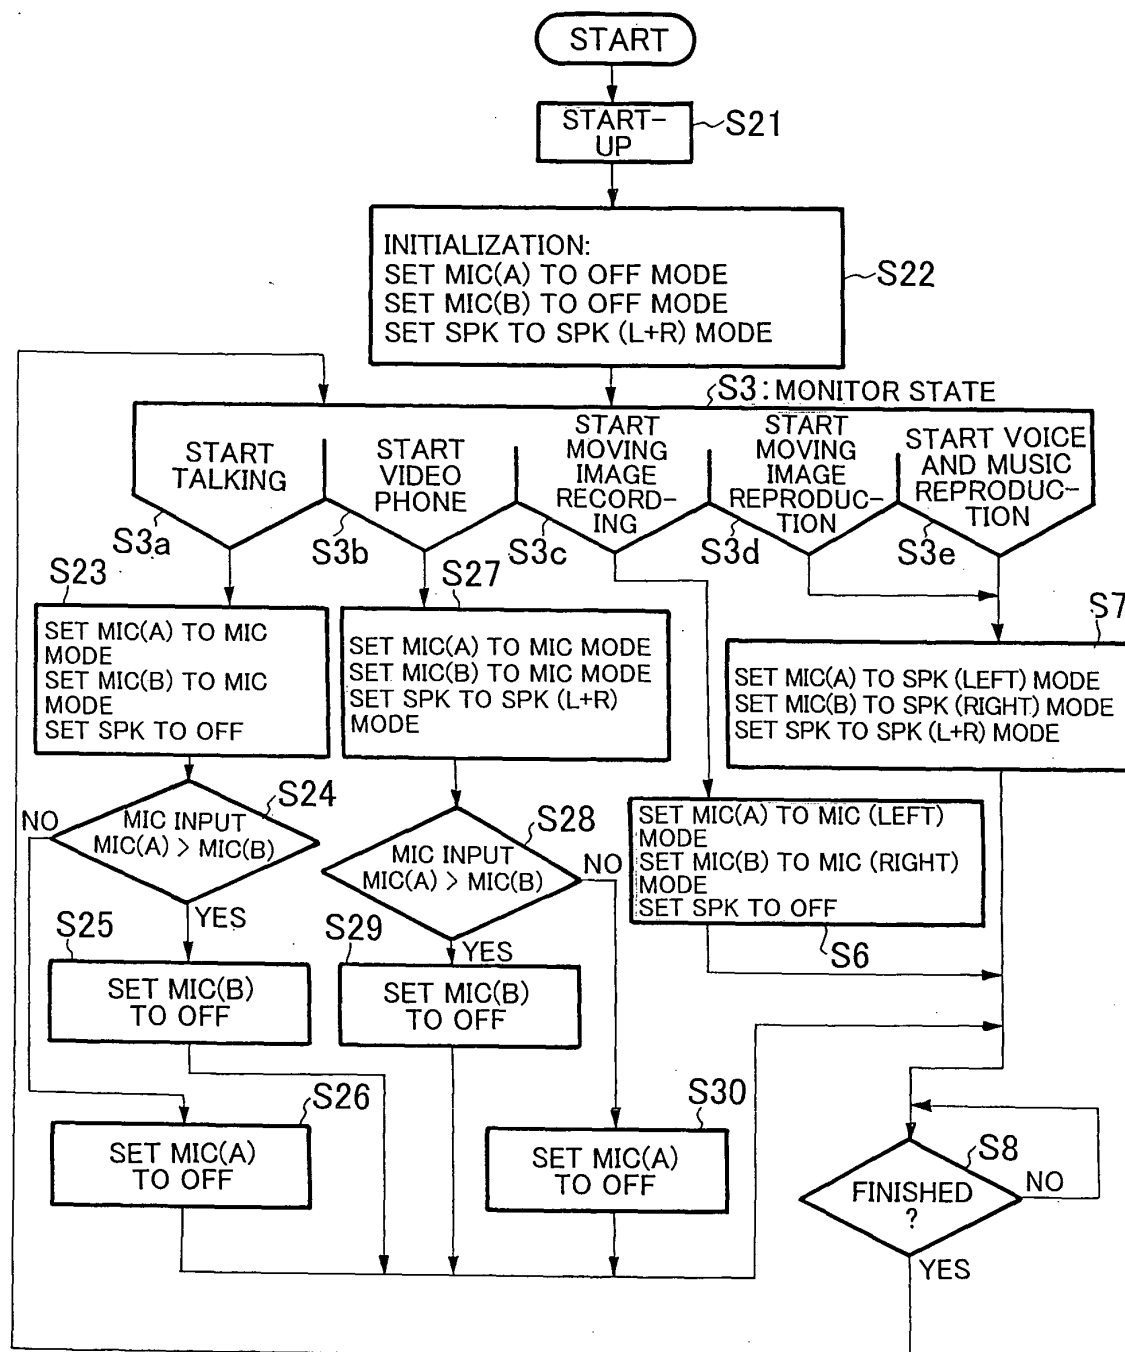 START
START-
UP
S21
INITIALIZATION:
SET MIC(A) TO OFF MODE
SET MIC(B) TO OFF MODE
SET SPK TO SPK (L+R) MODE
S22
S3: MONITOR STATE
START
TALKING
START
VIDEO
PHONE
START
MOVING
IMAGE
RECORD-
ING
START
MOVING
IMAGE
REPRODUC-
TION
START VOICE
AND MUSIC
REPRODUC-
TION
S3a
S3b
S3c
S3d
S3e
S23
SET MIC(A) TO MIC
MODE
SET MIC(B) TO MIC
MODE
SET SPK TO OFF
S27
SET MIC(A) TO MIC MODE
SET MIC(B) TO MIC MODE
SET SPK TO SPK (L+R)
MODE
S7
SET MIC(A) TO SPK (LEFT) MODE
SET MIC(B) TO SPK (RIGHT) MODE
SET SPK TO SPK (L+R) MODE
S24
NO
MIC INPUT
MIC(A) > MIC(B)
YES
S28
MIC INPUT
MIC(A) > MIC(B)
NO
YES
SET MIC(A) TO MIC (LEFT)
MODE
SET MIC(B) TO MIC (RIGHT)
MODE
SET SPK TO OFF
S6
S25
SET MIC(B)
TO OFF
S29
SET MIC(B)
TO OFF
S26
SET MIC(A)
TO OFF
S30
SET MIC(A)
TO OFF
S8
FINISHED
?
NO
YES